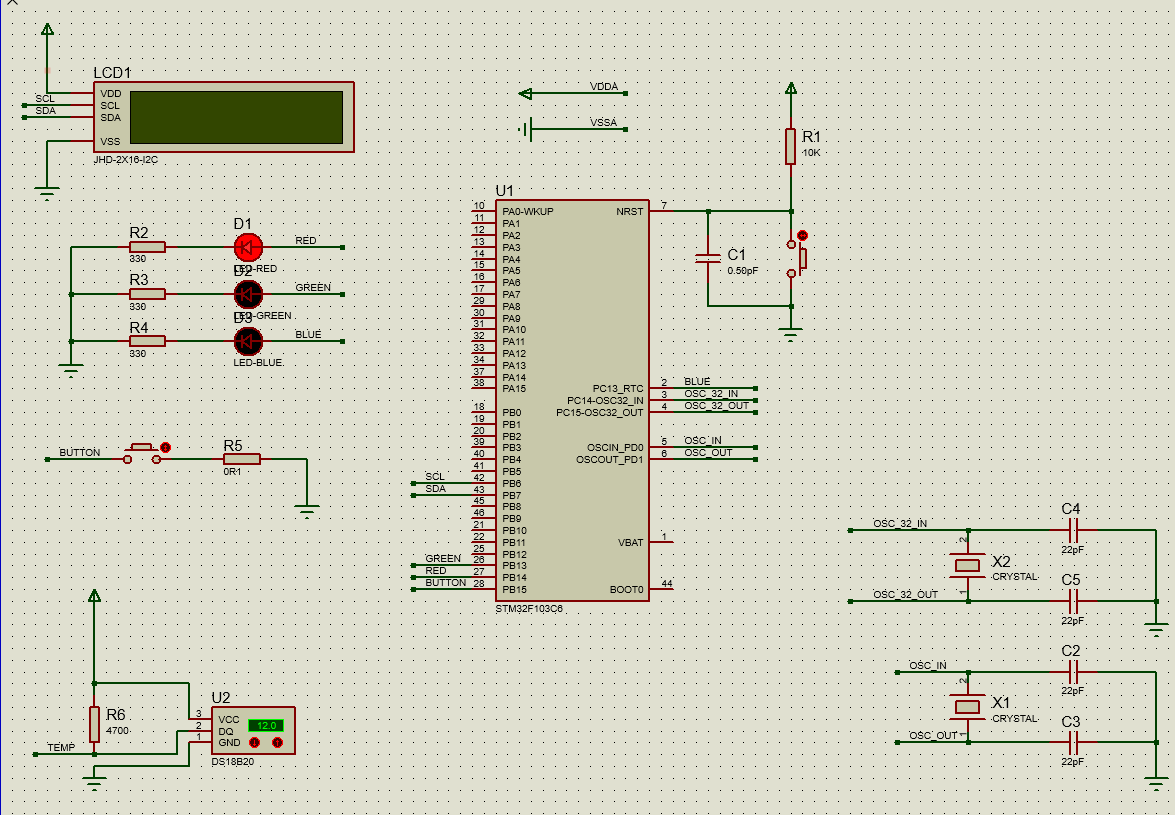 LCD1
VDD
SCL
SDA
VSS
SCL
SDA
JHD-2X16-I2C
VDDA
VSSA
R1
10K
R2
330
D1
LED-RED
RED
R3
330
D2
LED-GREEN
GREEN
R4
330
D3
LED-BLUE
BLUE
BUTTON
R5
0R1
U1
10 PA0-WKUP
11 PA1
12 PA2
13 PA3
14 PA4
15 PA5
16 PA6
17 PA7
29 PA8
30 PA9
31 PA10
32 PA11
33 PA12
34 PA13
37 PA14
38 PA15
18 PB0
19 PB1
20 PB2
39 PB3
40 PB4
41 PB5
SCL 42 PB6
SDA 43 PB7
45 PB8
46 PB9
21 PB10
22 PB11
25 PB12
GREEN 26 PB13
RED 27 PB14
BUTTON 28 PB15
NRST 7
PC13_RTC 2 BLUE
PC14-OSC32_IN 3 OSC_32_IN
PC15-OSC32_OUT 4 OSC_32_OUT
OSCIN_PD0 5 OSC_IN
OSCOUT_PD1 6 OSC_OUT
VBAT 1
BOOT0 44
STM32F103C6
C1
0.50pF
OSC_32_IN
C4
22pF
2
X2
CRYSTAL
1
OSC_32_OUT
C5
22pF
OSC_IN
C2
22pF
2
X1
CRYSTAL
1
OSC_OUT
C3
22pF
R6
4700
TEMP
U2
3 VCC
2 DQ
1 GND
12.0
DS18B20